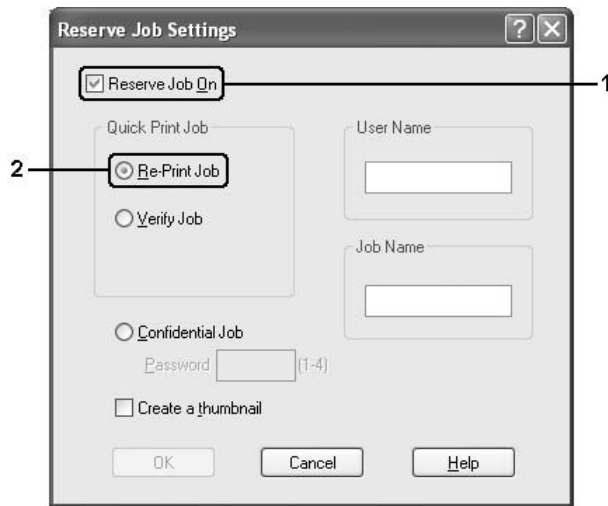 Reserve Job Settings
1
Reserve Job On
Quick Print Job
User Name
2
Re-Print Job
Verify Job
Job Name
Confidential Job
Password (1-4)
Create a thumbnail
OK Cancel Help